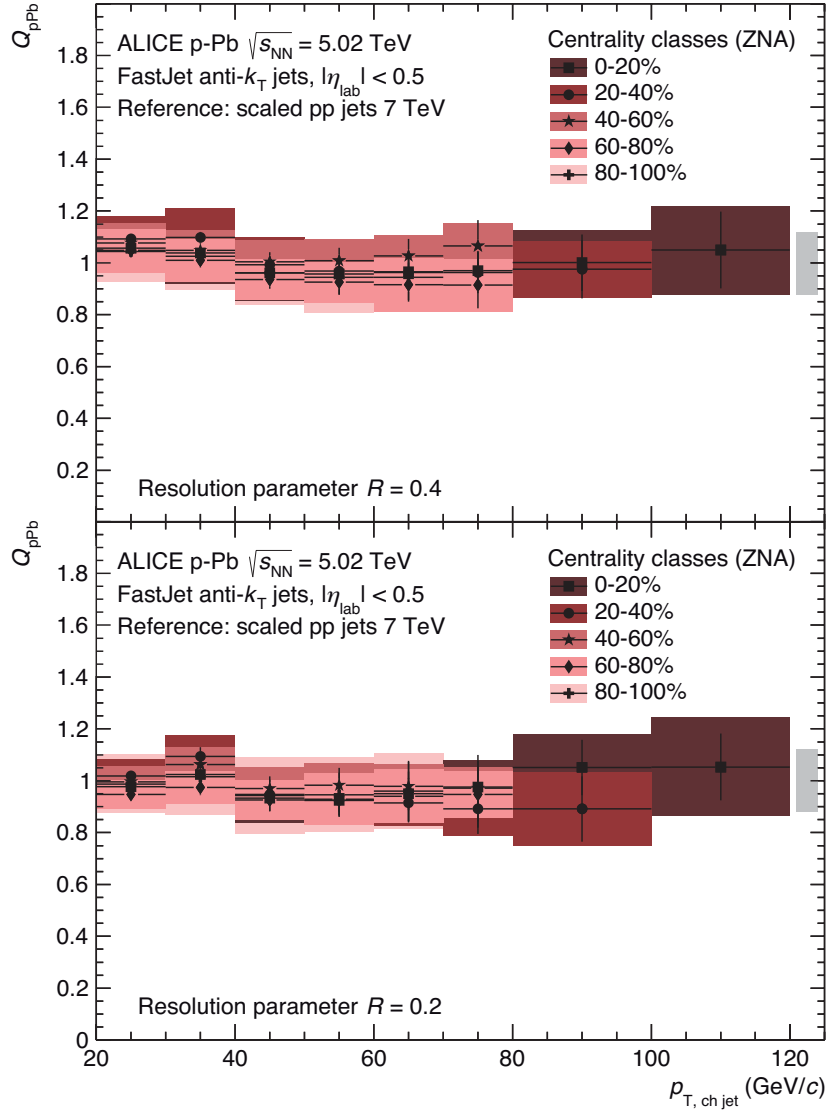 Q_pPb
2
1.8
1.6
1.4
1.2
1
0.8
0.6
0.4
0.2
ALICE p-Pb √s_NN = 5.02 TeV
FastJet anti-k_T jets, |η_lab| < 0.5
Reference: scaled pp jets 7 TeV
Centrality classes (ZNA)
0-20%
20-40%
40-60%
60-80%
80-100%
Resolution parameter R = 0.4
Q_pPb
1.8
1.6
1.4
1.2
1
0.8
0.6
0.4
0.2
0
ALICE p-Pb √s_NN = 5.02 TeV
FastJet anti-k_T jets, |η_lab| < 0.5
Reference: scaled pp jets 7 TeV
Centrality classes (ZNA)
0-20%
20-40%
40-60%
60-80%
80-100%
Resolution parameter R = 0.2
20 40 60 80 100 120
p_T, ch jet (GeV/c)